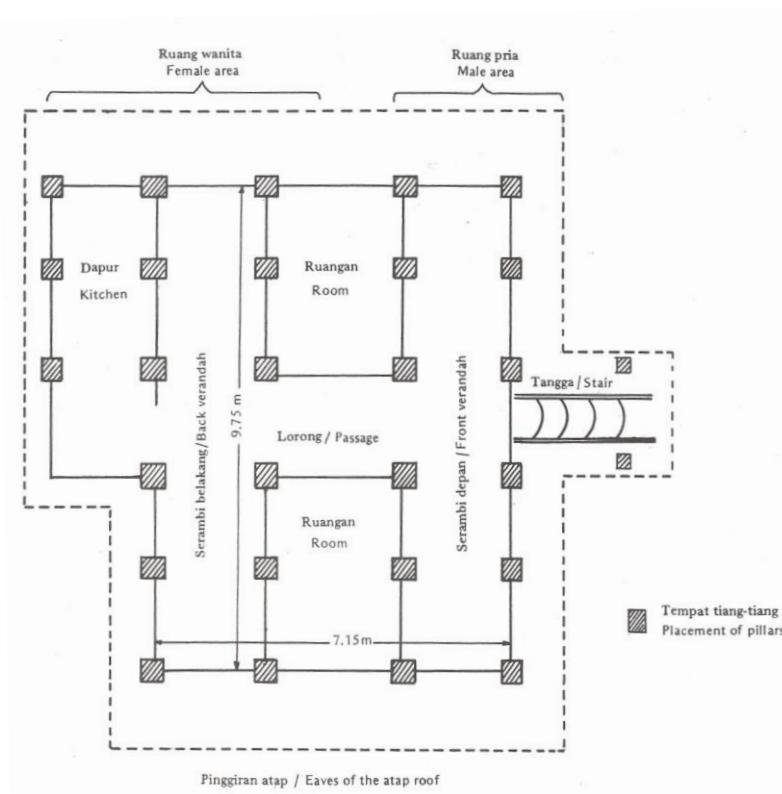 Ruang wanita
Female area
Ruang pria
Male area
Dapur
Kitchen
Ruangan
Room
Serambi belakang/Back verandah
9.75 m
Lorong / Passage
Serambi depan / Front verandah
Tangga / Stair
Ruangan
Room
7.15m
Tempat tiang-tiang
Placement of pillars
Pinggiran atap / Eaves of the atap roof